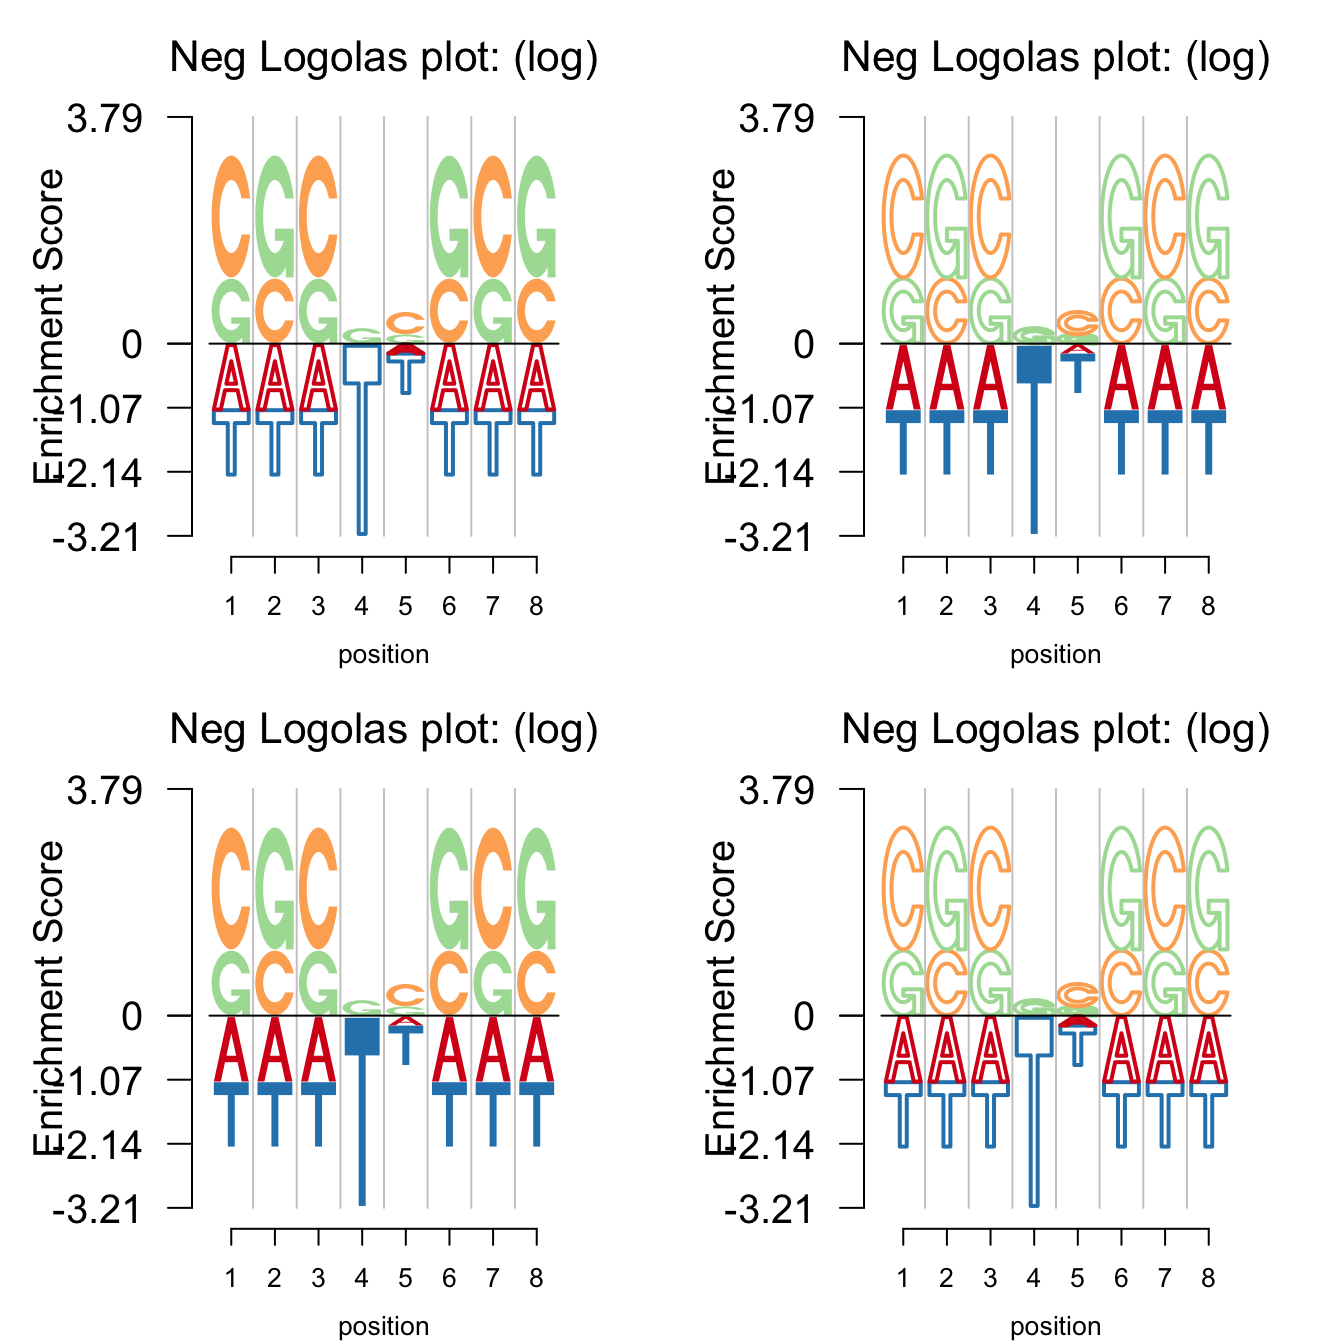 Neg Logolas plot: (log)
Enrichment Score
3.79
0
-1.07
-2.14
-3.21
C G C G C G
G C G G C C G C
A A A T A A A A
T T T T T T T
1 2 3 4 5 6 7 8
position
Neg Logolas plot: (log)
Enrichment Score
3.79
0
-1.07
-2.14
-3.21
C G C G C G
G C G G C C G C
A A A T A A A A
T T T T T T T
1 2 3 4 5 6 7 8
position
Neg Logolas plot: (log)
Enrichment Score
3.79
0
-1.07
-2.14
-3.21
C G C G C G
G C G G C C G C
A A A T A A A A
T T T T T T T
1 2 3 4 5 6 7 8
position
Neg Logolas plot: (log)
Enrichment Score
3.79
0
-1.07
-2.14
-3.21
C G C G C G
G C G G C C G C
A A A T A A A A
T T T T T T T
1 2 3 4 5 6 7 8
position